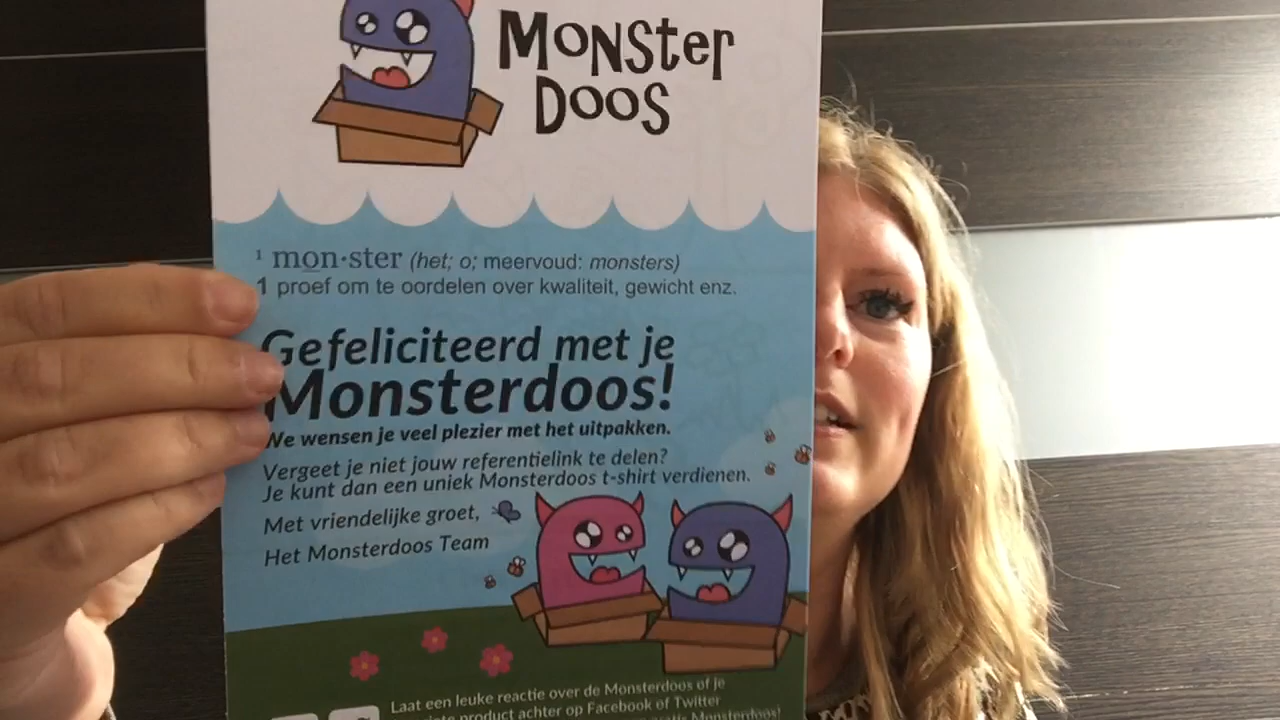 Monster
Doos
1 mon·ster (het; o; meervoud: monsters)
1 proef om te oordelen over kwaliteit, gewicht enz.
Gefeliciteerd met je
Monsterdoos!
We wensen je veel plezier met het uitpakken.
Vergeet je niet jouw referentielink te delen?
Je kunt dan een uniek Monsterdoos t-shirt verdienen.
Met vriendelijke groet,
Het Monsterdoos Team
Laat een leuke reactie over de Monsterdoos of je
product achter op Facebook of Twitter
gratis Monsterdoos!